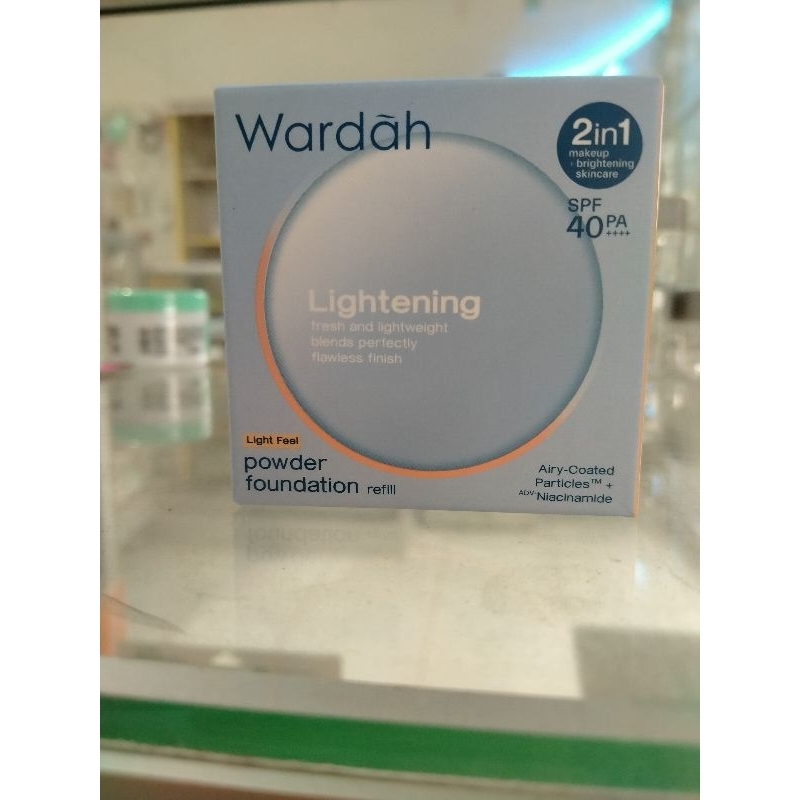 Wardāh
2in1
makeup
+ brightening
skincare
SPF
40 PA
++++
Lightening
fresh and lightweight
blends perfectly
flawless finish
Light Feel
powder
foundation refill
Airy-Coated
Particles™ +
ADV Niacinamide